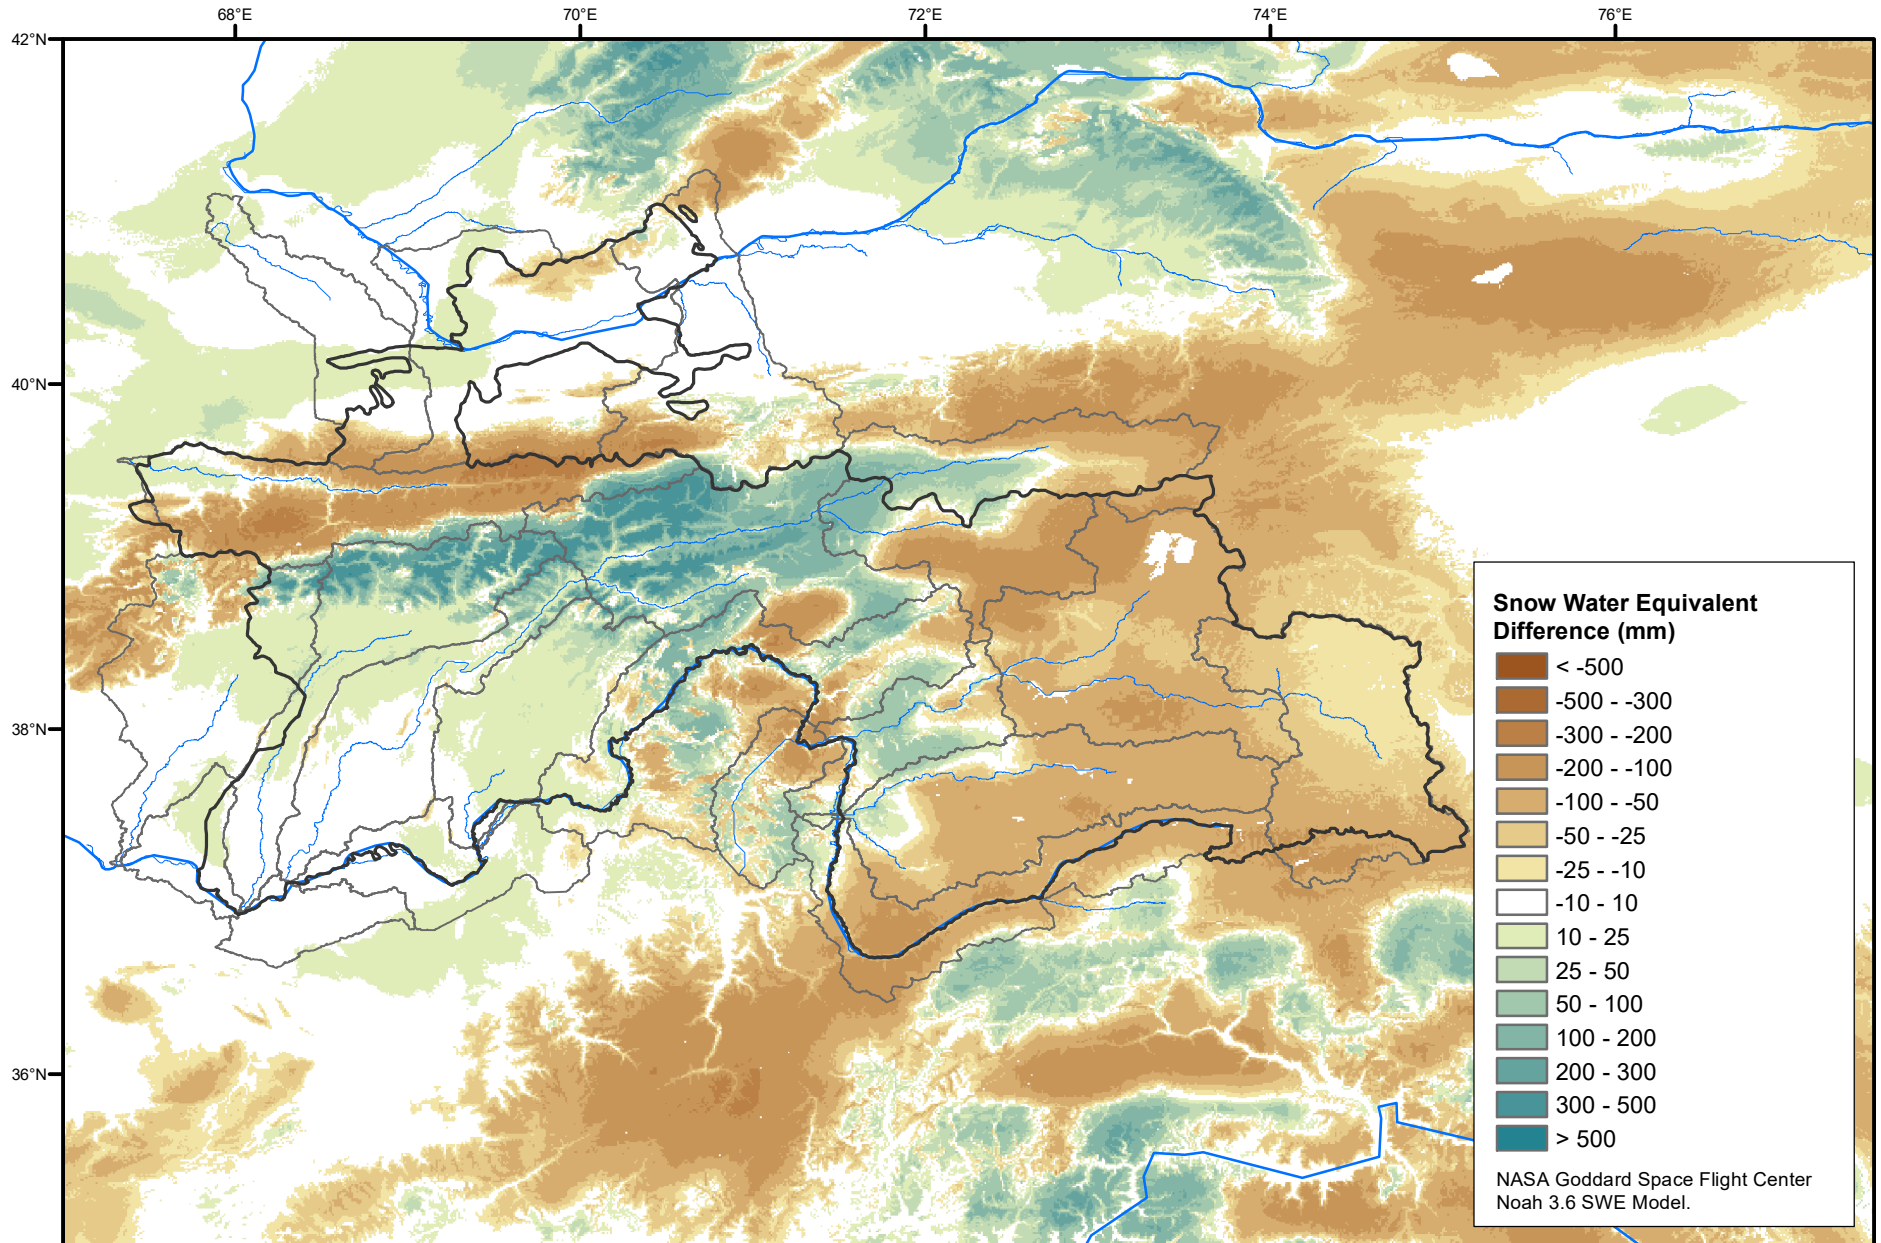 68°E 70°E 72°E 74°E 76°E
42°N
40°N
38°N
36°N
Snow Water Equivalent
Difference (mm)
< -500
-500 - -300
-300 - -200
-200 - -100
-100 - -50
-50 - -25
-25 - -10
-10 - 10
10 - 25
25 - 50
50 - 100
100 - 200
200 - 300
300 - 500
> 500
NASA Goddard Space Flight Center
Noah 3.6 SWE Model.